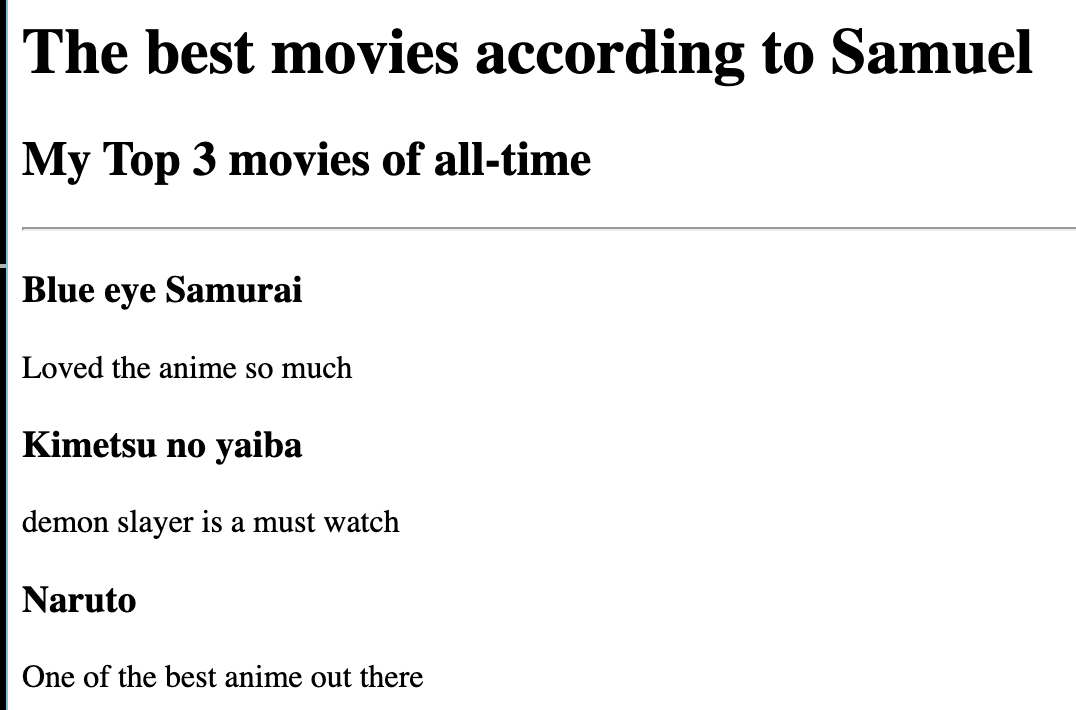 The best movies according to Samuel
My Top 3 movies of all-time
Blue eye Samurai
Loved the anime so much
Kimetsu no yaiba
demon slayer is a must watch
Naruto
One of the best anime out there